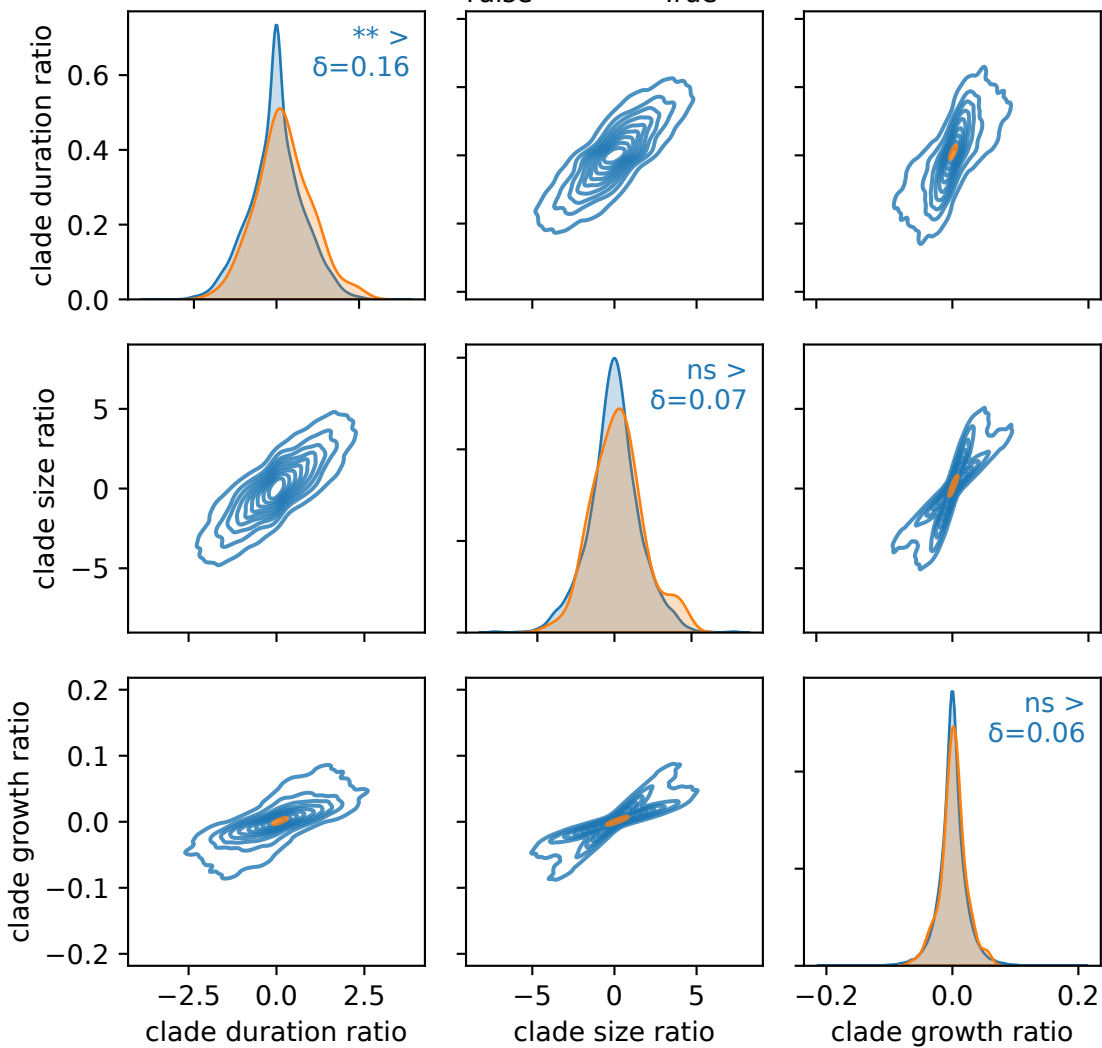 ** >
δ=0.16
clade duration ratio
0.6
0.4
0.2
0.0
ns >
δ=0.07
clade size ratio
5
0
−5
ns >
δ=0.06
clade growth ratio
0.2
0.1
0.0
−0.1
−0.2
−2.5 0.0 2.5
−5 0 5
−0.2 0.0 0.2
clade duration ratio
clade size ratio
clade growth ratio